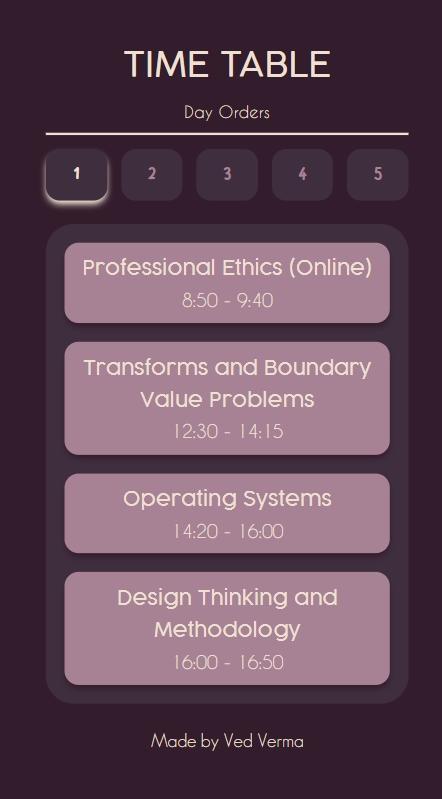 TIME TABLE
Day Orders
1 2 3 4 5
Professional Ethics (Online)
8:50 - 9:40
Transforms and Boundary
Value Problems
12:30 - 14:15
Operating Systems
14:20 - 16:00
Design Thinking and
Methodology
16:00 - 16:50
Made by Ved Verma